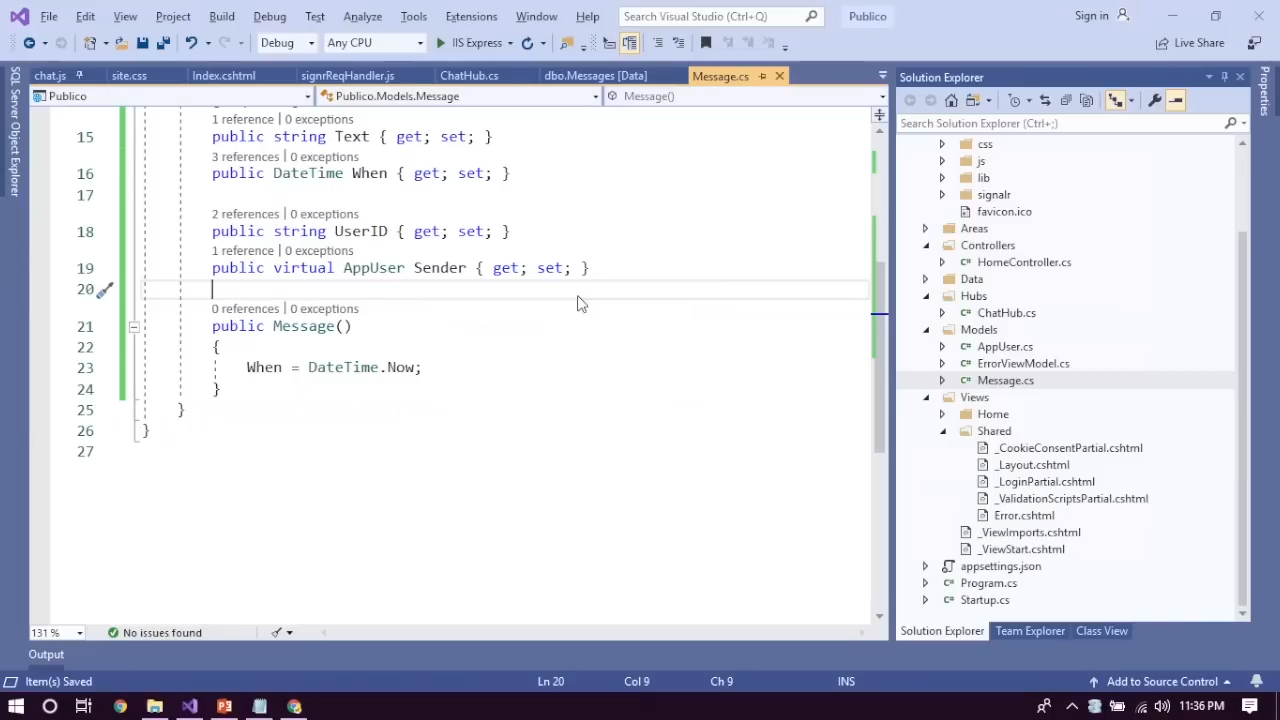 File Edit View Project Build Debug Test Analyze Tools Extensions Window Help Search Visual Studio (Ctrl+Q) Publico Sign in
Debug Any CPU IIS Express Live Share
SQL Server Object Explorer
chat.js site.css Index.cshtml signrReqHandler.js ChatHub.cs dbo.Messages [Data] Message.cs
Publico Publico.Models.Message Message()
1 reference | 0 exceptions
15 public string Text { get; set; }
3 references | 0 exceptions
16 public DateTime When { get; set; }
17
2 references | 0 exceptions
18 public string UserID { get; set; }
1 reference | 0 exceptions
19 public virtual AppUser Sender { get; set; }
20
0 references | 0 exceptions
21 public Message()
22 {
23 When = DateTime.Now;
24 }
25 }
26 }
27
131 % No issues found
Solution Explorer
Search Solution Explorer (Ctrl+;)
css
js
lib
signalr
favicon.ico
Areas
Controllers
C# HomeController.cs
Data
Hubs
C# ChatHub.cs
Models
C# AppUser.cs
C# ErrorViewModel.cs
C# Message.cs
Views
Home
Shared
_CookieConsentPartial.cshtml
_Layout.cshtml
_LoginPartial.cshtml
_ValidationScriptsPartial.cshtml
Error.cshtml
_ViewImports.cshtml
_ViewStart.cshtml
appsettings.json
C# Program.cs
C# Startup.cs
Solution Explorer Team Explorer Class View
Properties
Output
Item(s) Saved Ln 20 Col 9 Ch 9 INS Add to Source Control
11:36 PM